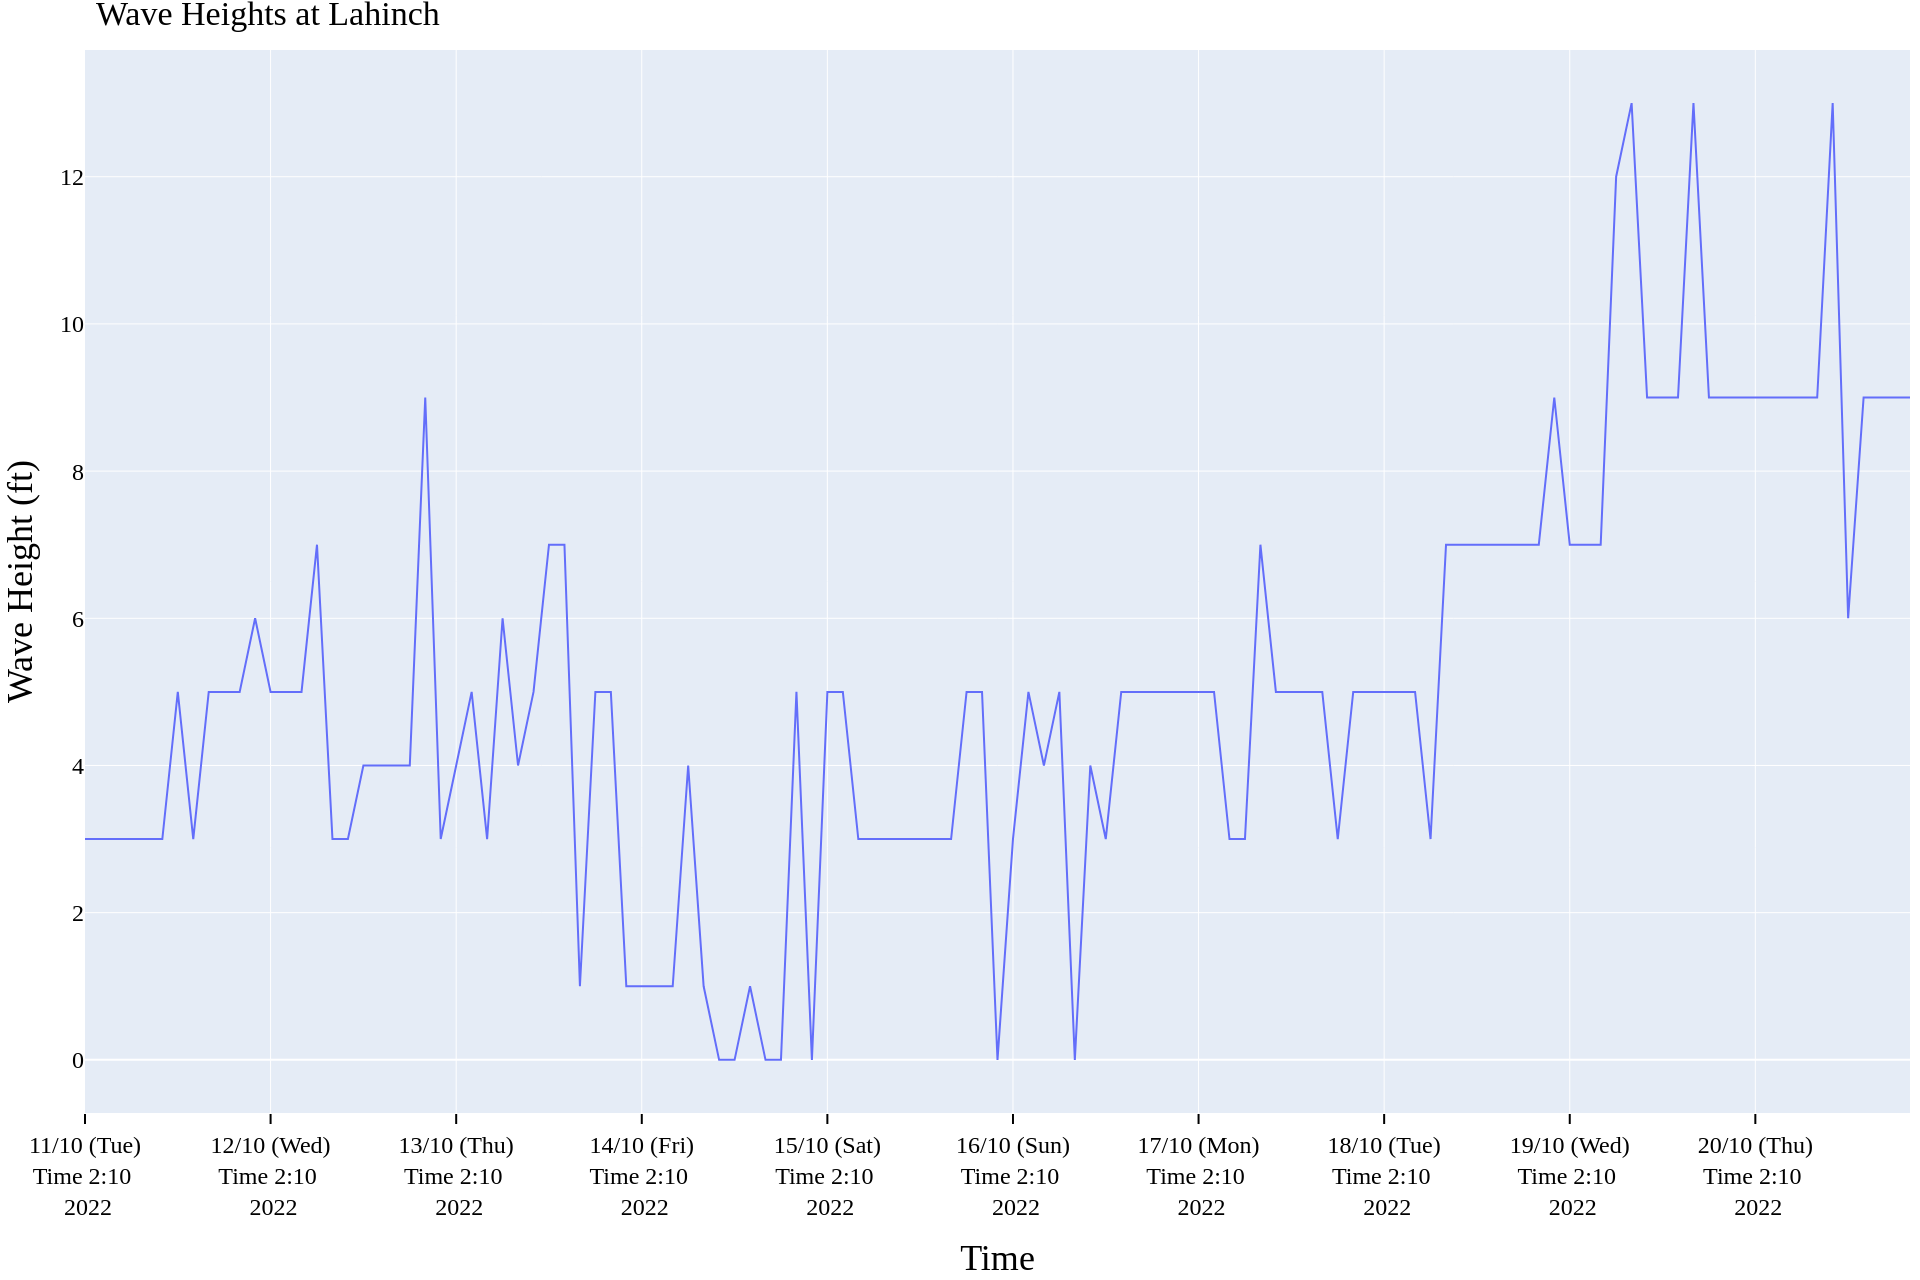 Wave Heights at Lahinch
Wave Height (ft)
12
10
8
6
4
2
0
11/10 (Tue) 12/10 (Wed) 13/10 (Thu) 14/10 (Fri) 15/10 (Sat) 16/10 (Sun) 17/10 (Mon) 18/10 (Tue) 19/10 (Wed) 20/10 (Thu)
Time 2:10 Time 2:10 Time 2:10 Time 2:10 Time 2:10 Time 2:10 Time 2:10 Time 2:10 Time 2:10 Time 2:10
2022 2022 2022 2022 2022 2022 2022 2022 2022 2022
Time